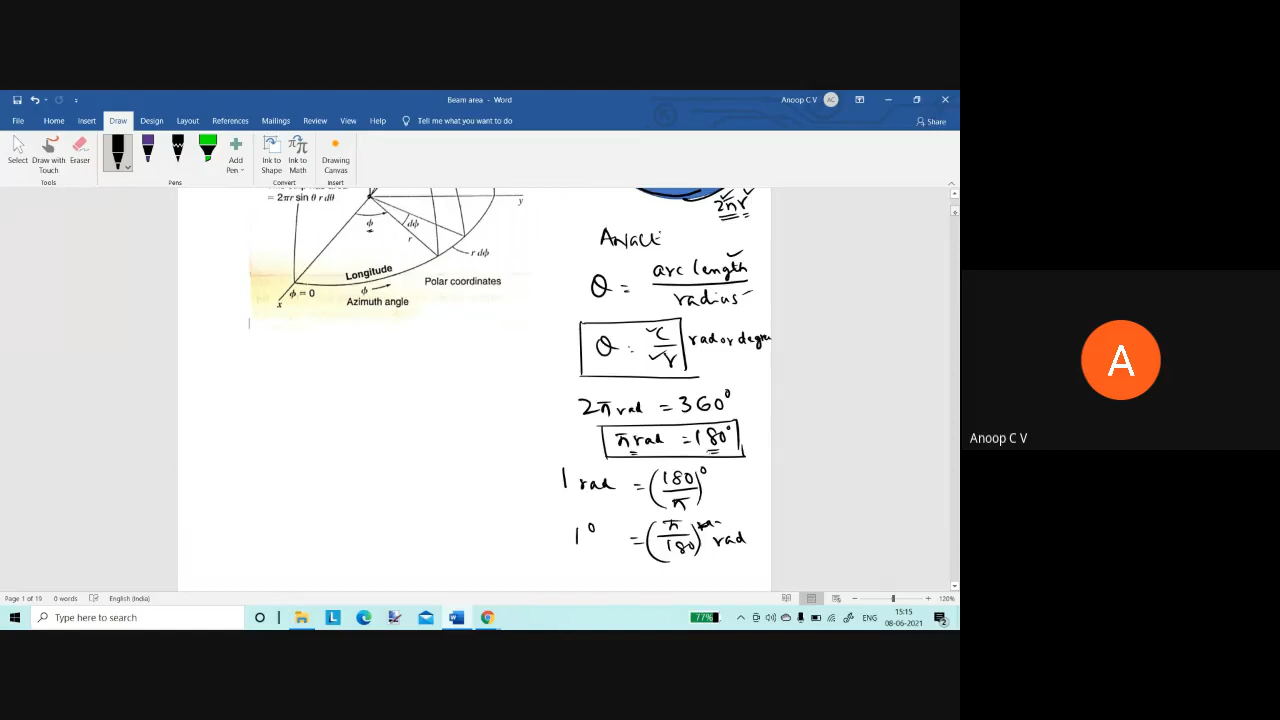 Beam area - Word
Anoop C V
AC
File Home Insert Draw Design Layout References Mailings Review View Help Tell me what you want to do
Share
Select
Draw with Touch
Eraser
Add Pen
Ink to Shape
Ink to Math
Drawing Canvas
Tools
Pens
Convert
Insert
= 2πr sin θ r dθ
y
ϕ
dϕ
r
r dϕ
Longitude
ϕ
Polar coordinates
ϕ = 0
Azimuth angle
x
2πr
θ = arc length / radius
θ = / r rad or degree
2π rad = 360°
π rad = 180°
1 rad = (180/π)°
1° = (π/180) rad
Page 1 of 19 0 words English (India)
120%
Type here to search
77%
ENG
15:15
08-06-2021
2
A
Anoop C V